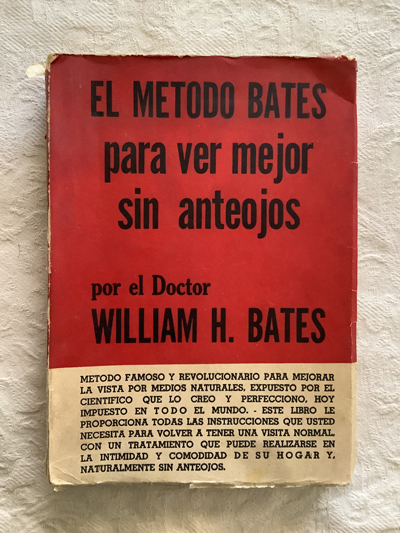 EL METODO BATES
para ver mejor
sin anteojos
por el Doctor
WILLIAM H. BATES
METODO FAMOSO Y REVOLUCIONARIO PARA MEJORAR
LA VISTA POR MEDIOS NATURALES, EXPUESTO POR EL
CIENTIFICO QUE LO CREO Y PERFECCIONO, HOY
IMPUESTO EN TODO EL MUNDO. - ESTE LIBRO LE
PROPORCIONA TODAS LAS INSTRUCCIONES QUE USTED
NECESITA PARA VOLVER A TENER UNA VISITA NORMAL,
CON UN TRATAMIENTO QUE PUEDE REALIZARSE EN
LA INTIMIDAD Y COMODIDAD DE SU HOGAR Y,
NATURALMENTE SIN ANTEOJOS.